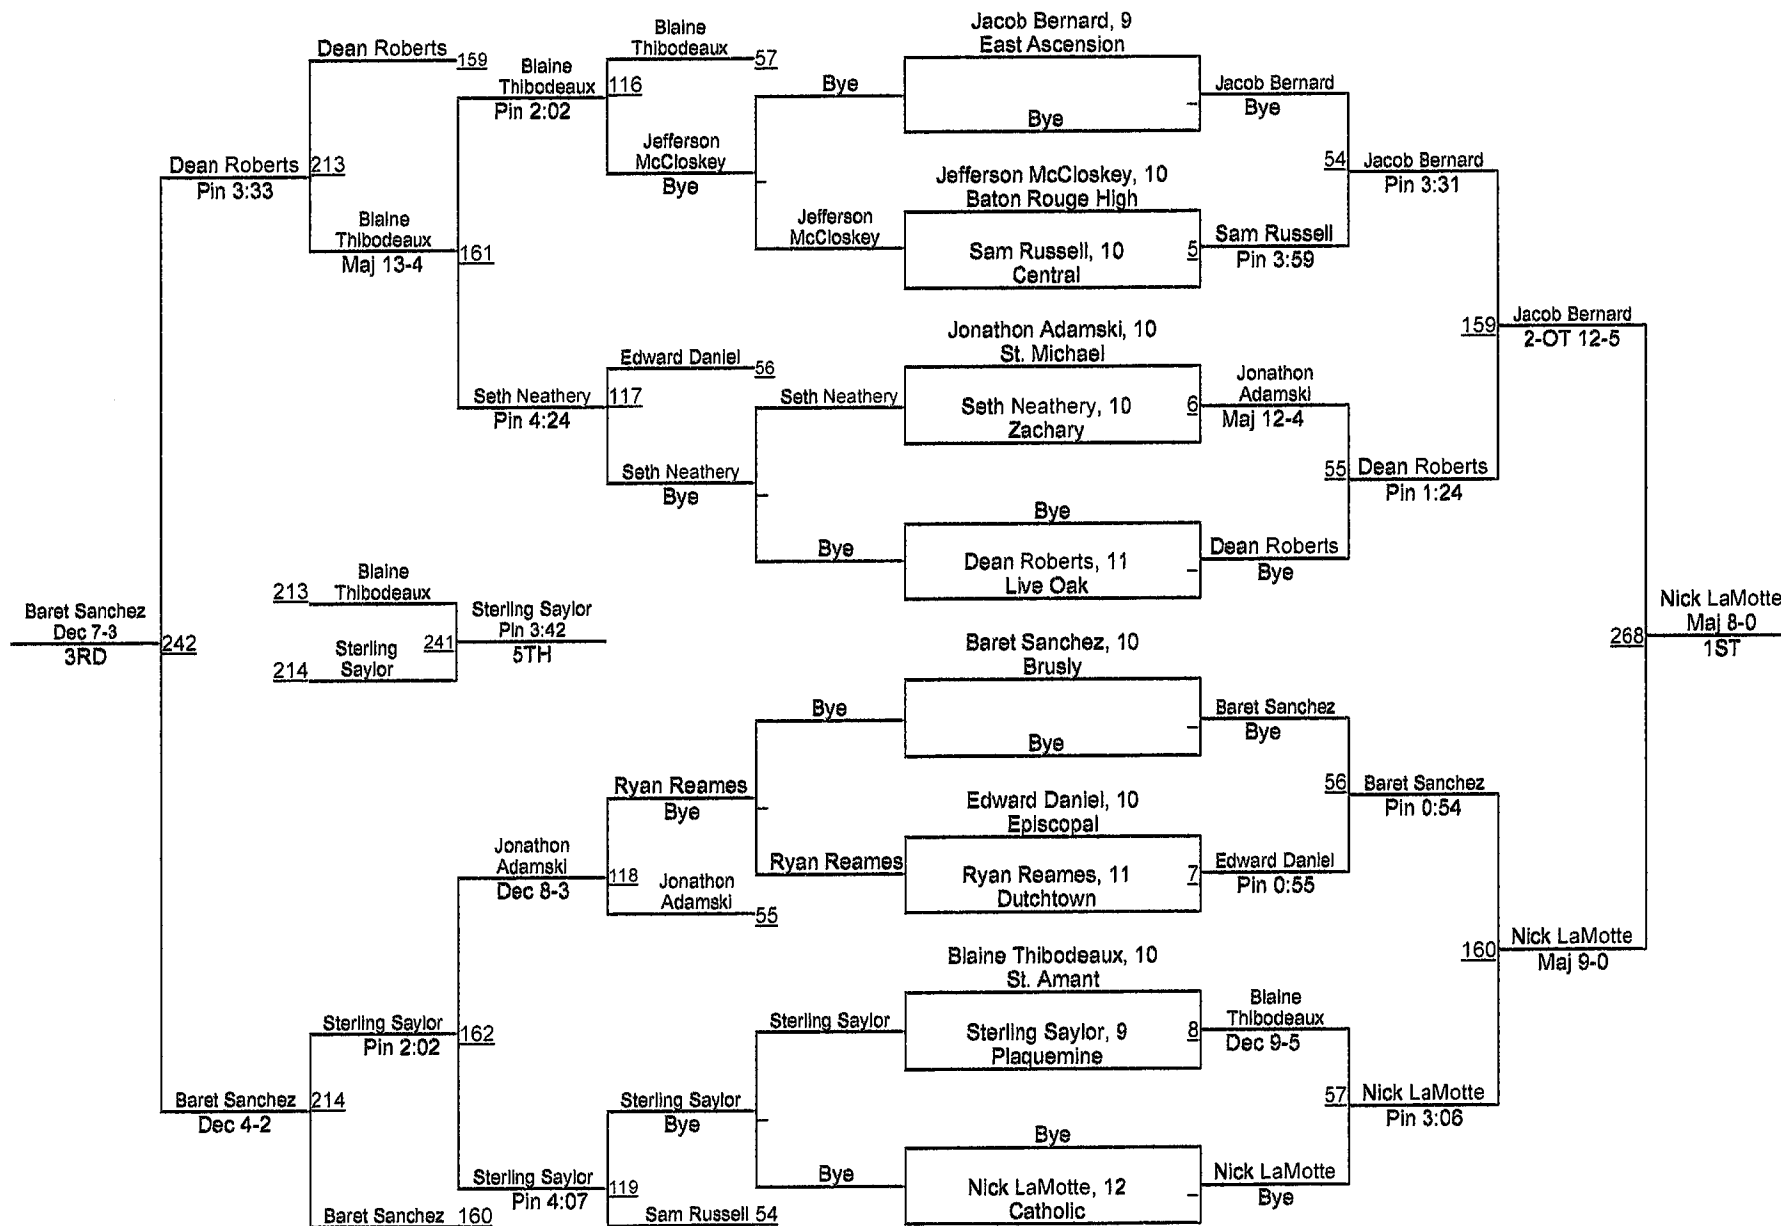 Jacob Bernard, 9
East Ascension
Bye
Jefferson McCloskey, 10
Baton Rouge High
Sam Russell, 10
Central
5
Jonathon Adamski, 10
St. Michael
Seth Neathery, 10
Zachary
6
Bye
Dean Roberts, 11
Live Oak
Baret Sanchez, 10
Brusly
Bye
Edward Daniel, 10
Episcopal
Ryan Reames, 11
Dutchtown
7
Blaine Thibodeaux, 10
St. Amant
Sterling Saylor, 9
Plaquemine
8
Bye
Nick LaMotte, 12
Catholic
Jacob Bernard
Bye
Sam Russell
Pin 3:59
Jonathon
Adamski
Maj 12-4
Dean Roberts
Bye
Baret Sanchez
Bye
Edward Daniel
Pin 0:55
Blaine
Thibodeaux
Dec 9-5
Nick LaMotte
Bye
54
Jacob Bernard
Pin 3:31
55
Dean Roberts
Pin 1:24
56
Baret Sanchez
Pin 0:54
57
Nick LaMotte
Pin 3:06
159
Jacob Bernard
2-OT 12-5
160
Nick LaMotte
Maj 9-0
268
Nick LaMotte
Maj 8-0
1ST
Bye
Jefferson
McCloskey
Seth Neathery
Bye
Bye
Ryan Reames
Sterling Saylor
Bye
Blaine
Thibodeaux
57
Jefferson
McCloskey
Bye
Edward Daniel
56
Seth Neathery
Bye
Ryan Reames
Bye
Jonathon
Adamski
55
Sterling Saylor
Bye
Sam Russell
54
Blaine
Thibodeaux
116
Pin 2:02
Seth Neathery
117
Pin 4:24
Jonathon
Adamski
118
Dec 8-3
Sterling Saylor
119
Pin 4:07
Dean Roberts
159
Blaine
Thibodeaux
161
Maj 13-4
Sterling Saylor
162
Pin 2:02
Baret Sanchez
160
Dean Roberts
213
Pin 3:33
Baret Sanchez
214
Dec 4-2
Baret Sanchez
Dec 7-3
242
3RD
213
Blaine
Thibodeaux
214
Sterling
Saylor
241
Sterling Saylor
Pin 3:42
5TH